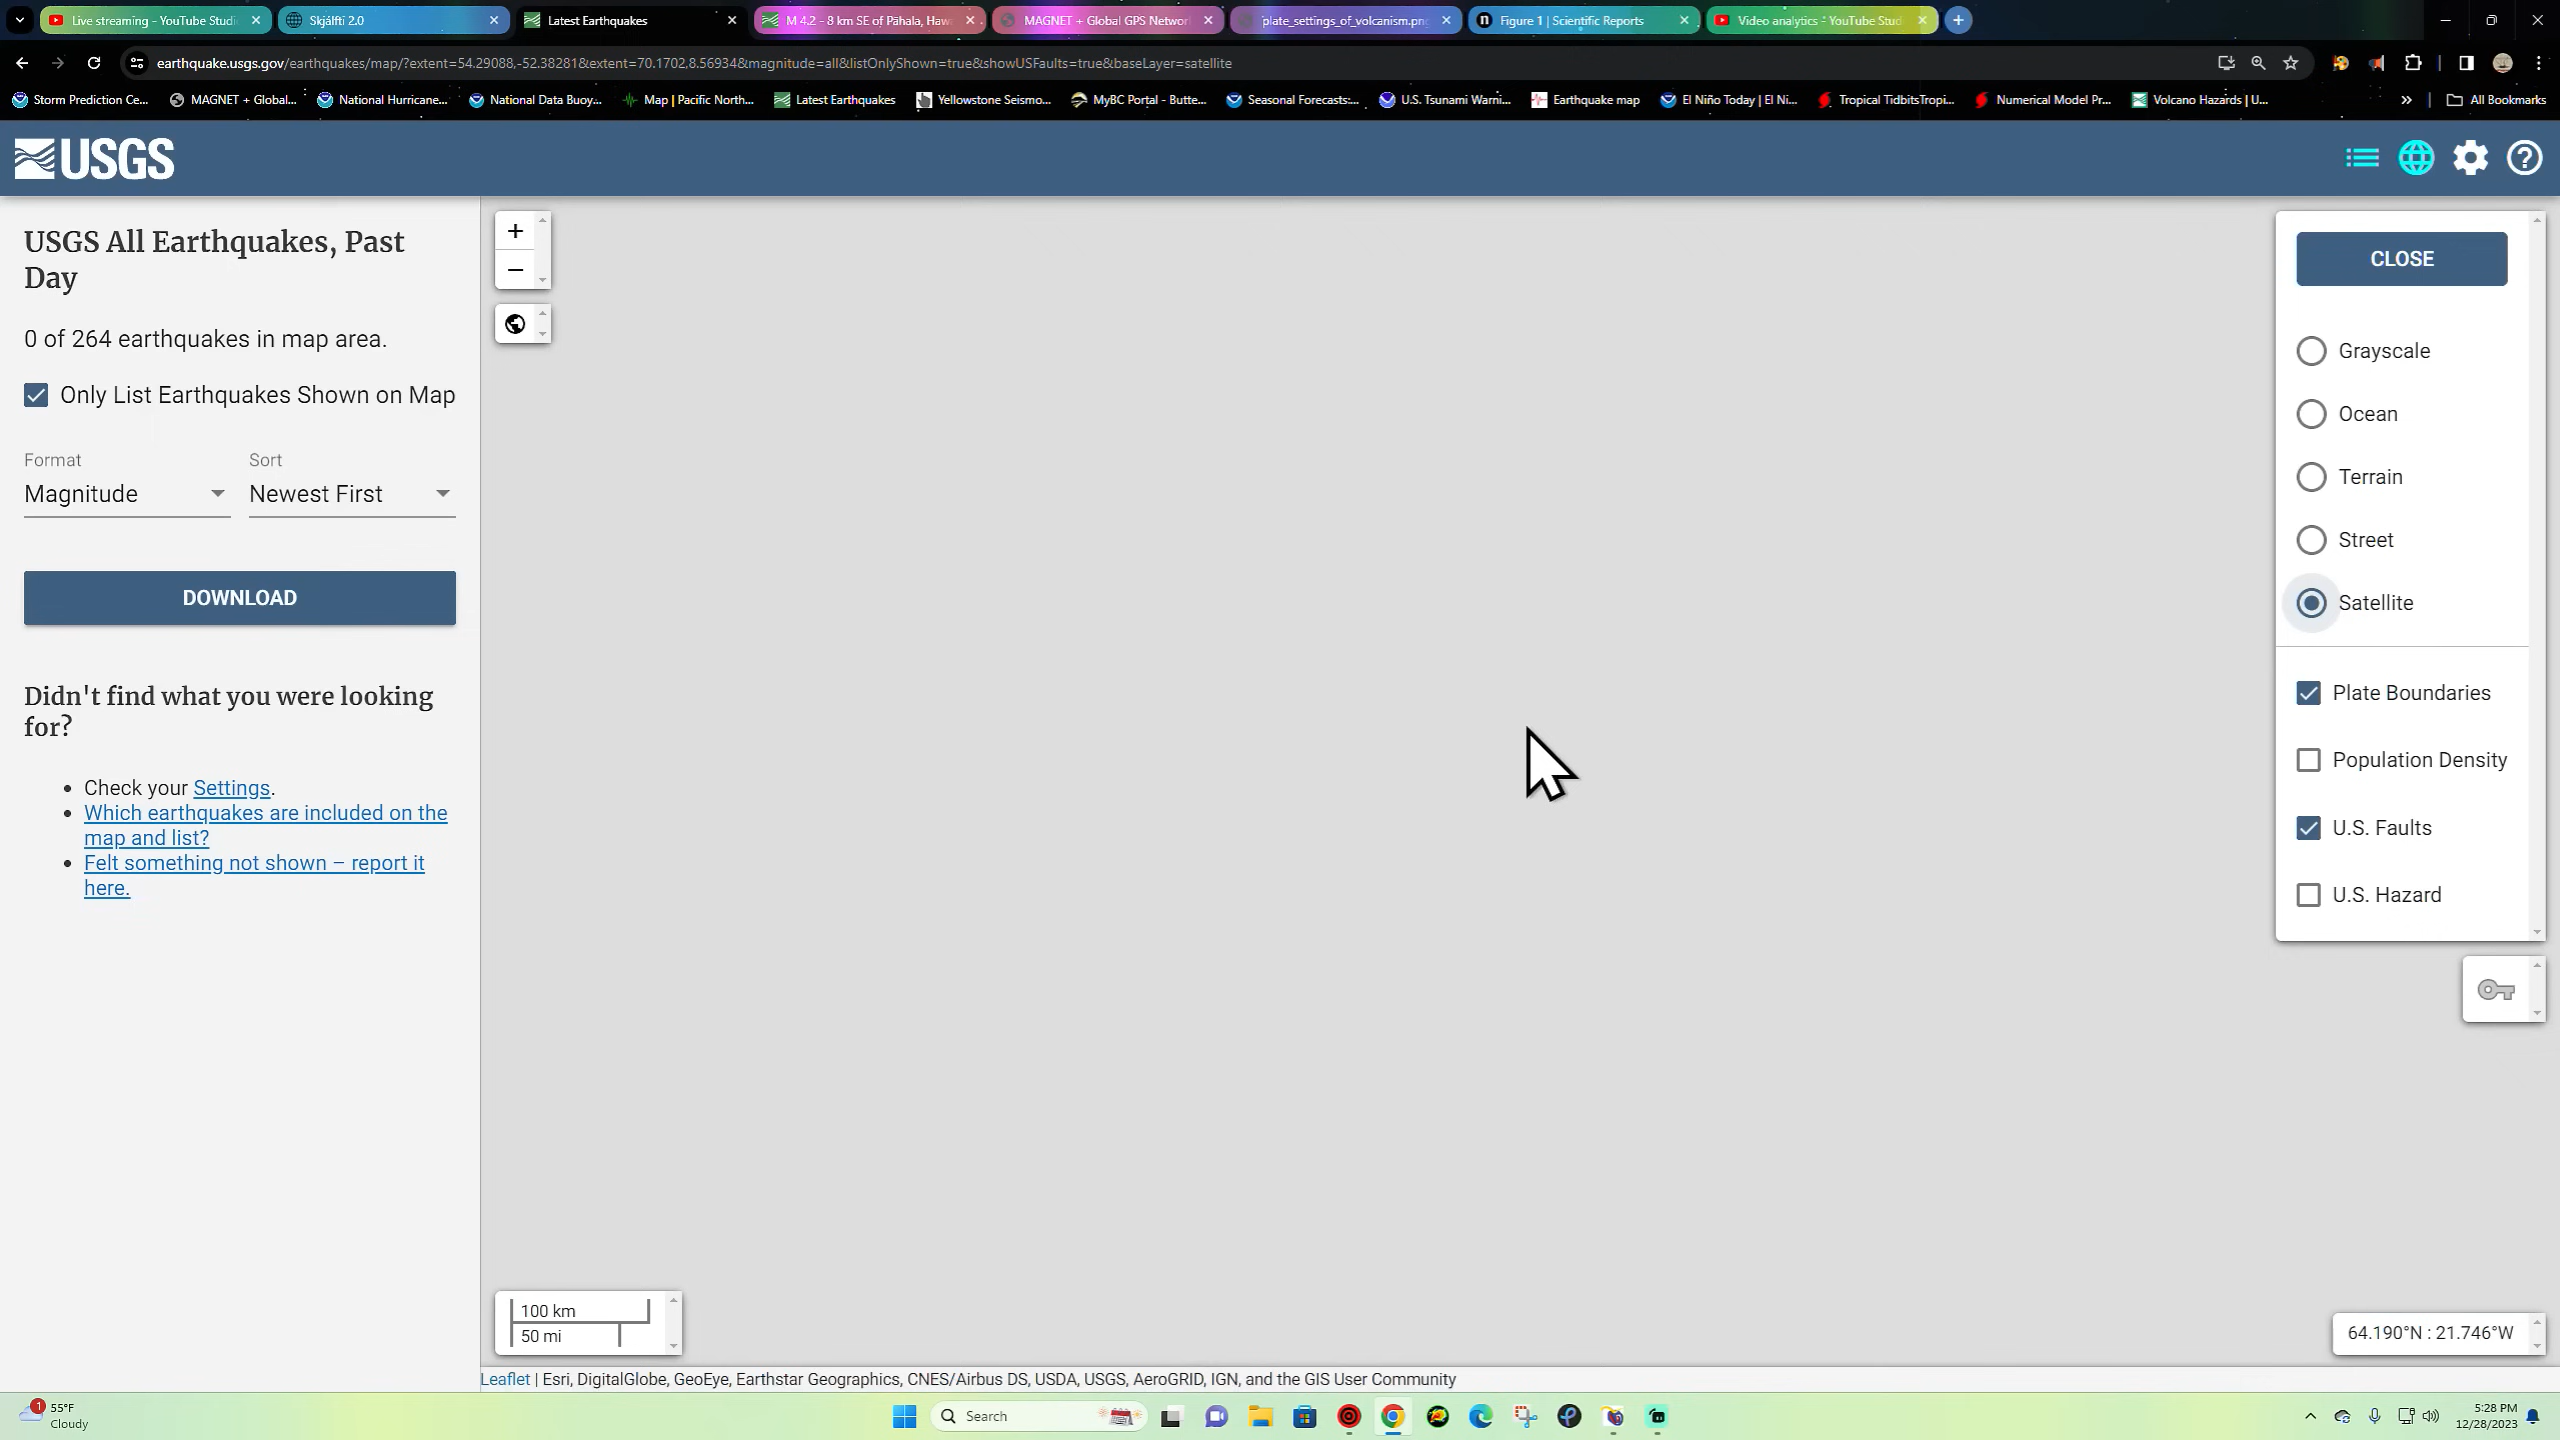 Live streaming - YouTube Studi
Skjálfti 2.0
Latest Earthquakes
M 4.2 - 8 km SE of Pāhala, Hawa
MAGNET + Global GPS Network
plate_settings_of_volcanism.png
Figure 1 | Scientific Reports
Video analytics - YouTube Stud
earthquake.usgs.gov/earthquakes/map/?extent=54.29088,-52.38281&extent=70.1702,8.56934&magnitude=all&listOnlyShown=true&showUSFaults=true&baseLayer=satellite
Storm Prediction Ce...
MAGNET + Global...
National Hurricane...
National Data Buoy...
Map | Pacific North...
Latest Earthquakes
Yellowstone Seismo...
MyBC Portal - Butte...
Seasonal Forecasts:...
U.S. Tsunami Warni...
Earthquake map
El Niño Today | El Ni...
Tropical TidbitsTropi...
Numerical Model Pr...
Volcano Hazards | U...
All Bookmarks
USGS
USGS All Earthquakes, Past
Day
0 of 264 earthquakes in map area.
Only List Earthquakes Shown on Map
Format
Sort
Magnitude
Newest First
DOWNLOAD
Didn't find what you were looking
for?
Check your Settings.
Which earthquakes are included on the
map and list?
Felt something not shown – report it
here.
CLOSE
Grayscale
Ocean
Terrain
Street
Satellite
Plate Boundaries
Population Density
U.S. Faults
U.S. Hazard
100 km
50 mi
64.190°N : 21.746°W
Leaflet | Esri, DigitalGlobe, GeoEye, Earthstar Geographics, CNES/Airbus DS, USDA, USGS, AeroGRID, IGN, and the GIS User Community
1
55°F
Cloudy
Search
5:28 PM
12/28/2023